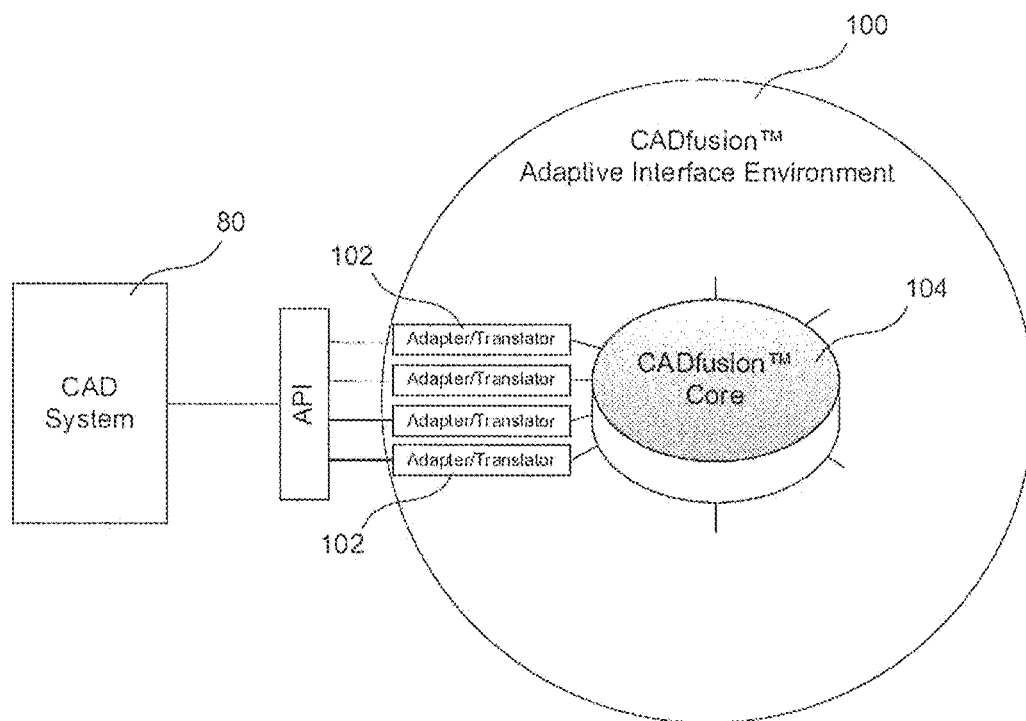 100
CADfusion™
Adaptive Interface Environment
80
102
104
Adapter/Translator
Adapter/Translator
Adapter/Translator
Adapter/Translator
CADfusion™
Core
CAD
System
API
102